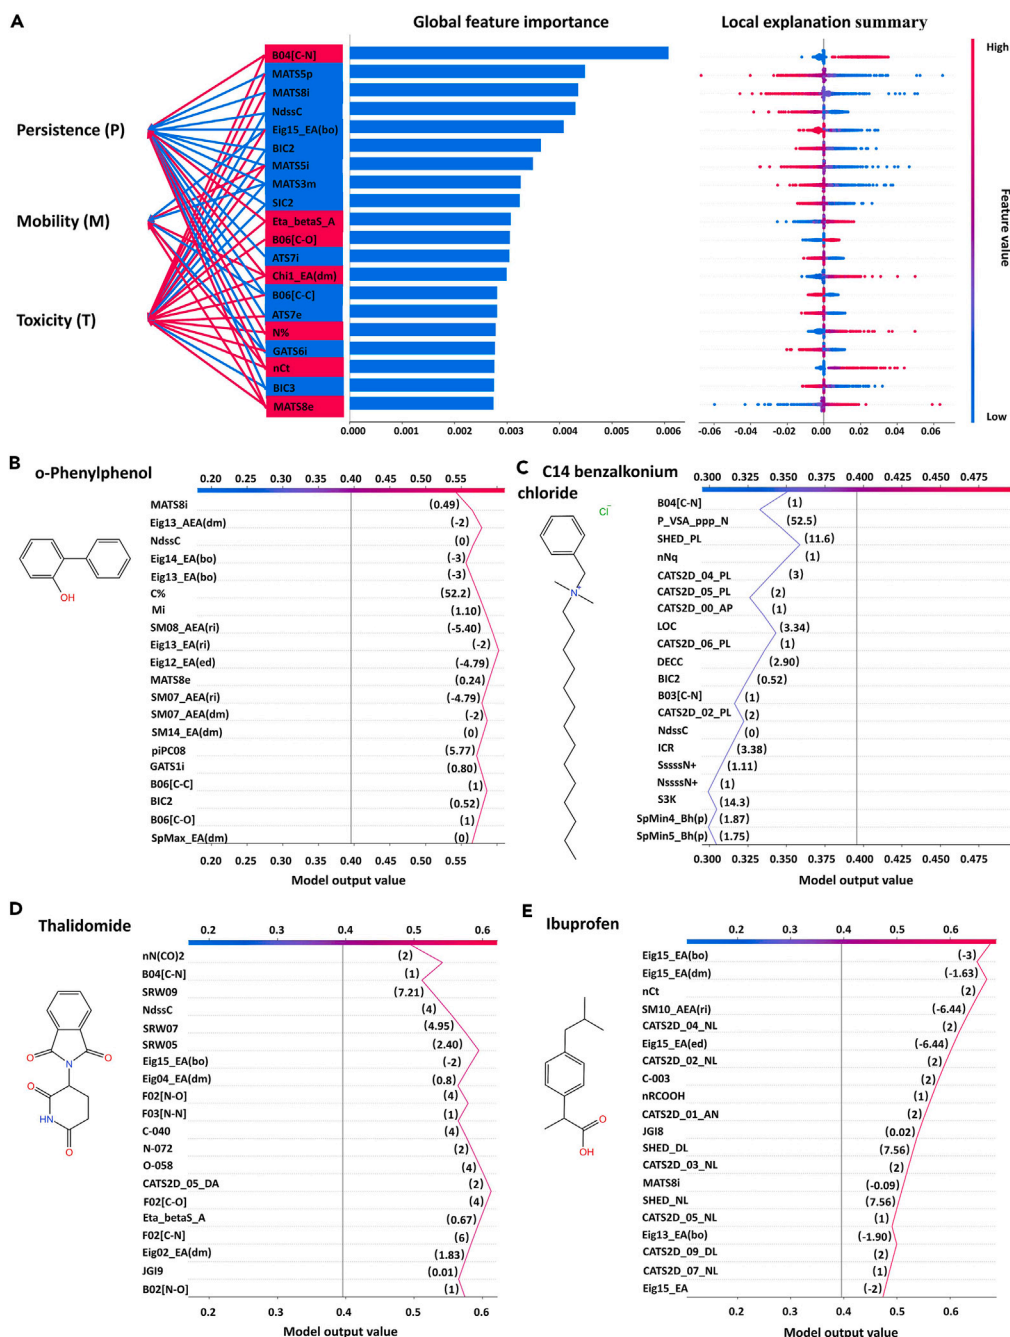 A
Global feature importance
Local explanation summary
Persistence (P)
Mobility (M)
Toxicity (T)
B04[C-N]
MATS5p
MATS8i
NdssC
Eig15_EA(bo)
BIC2
MATS5i
MATS3m
SIC2
Eta_betaS_A
B06[C-O]
ATS7i
Chi1_EA(dm)
B06[C-C]
ATS7e
N%
GATS6i
nCt
BIC3
MATS8e
0.000 0.001 0.002 0.003 0.004 0.005 0.006
-0.06 -0.04 -0.02 0.00 0.02 0.04 0.06
High
Feature value
Low
B
o-Phenylphenol
0.20 0.25 0.30 0.35 0.40 0.45 0.50 0.55
OH
MATS8i (0.49)
Eig13_AEA(dm) (-2)
NdssC (0)
Eig14_EA(bo) (-3)
Eig13_EA(bo) (-3)
C% (52.2)
Mi (1.10)
SM08_AEA(ri) (-5.40)
Eig13_EA(ri) (-2)
Eig12_EA(ed) (-4.79)
MATS8e (0.24)
SM07_AEA(ri) (-4.79)
SM07_AEA(dm) (-2)
SM14_EA(dm) (0)
piPC08 (5.77)
GATS1i (0.80)
B06[C-C] (1)
BIC2 (0.52)
B06[C-O] (1)
SpMax_EA(dm) (0)
0.20 0.25 0.30 0.35 0.40 0.45 0.50 0.55
Model output value
C
C14 benzalkonium
chloride
0.300 0.325 0.350 0.375 0.400 0.425 0.450 0.475
Cl⁻
N⁺
B04[C-N] (1)
P_VSA_ppp_N (52.5)
SHED_PL (11.6)
nNq (1)
CATS2D_04_PL (3)
CATS2D_05_PL (2)
CATS2D_00_AP (1)
LOC (3.34)
CATS2D_06_PL (1)
DECC (2.90)
BIC2 (0.52)
B03[C-N] (1)
CATS2D_02_PL (2)
NdssC (0)
ICR (3.38)
SssssN+ (1.11)
NssssN+ (1)
S3K (14.3)
SpMin4_Bh(p) (1.87)
SpMin5_Bh(p) (1.75)
0.300 0.325 0.350 0.375 0.400 0.425 0.450 0.475
Model output value
D
Thalidomide
0.2 0.3 0.4 0.5 0.6
O
O
N
O
HN
O
nN(CO)2 (2)
B04[C-N] (1)
SRW09 (7.21)
NdssC (4)
SRW07 (4.95)
SRW05 (2.40)
Eig15_EA(bo) (-2)
Eig04_EA(dm) (0.8)
F02[N-O] (4)
F03[N-N] (1)
C-040 (4)
N-072 (2)
O-058 (4)
CATS2D_05_DA (2)
F02[C-O] (4)
Eta_betaS_A (0.67)
F02[C-N] (6)
Eig02_EA(dm) (1.83)
JGI9 (0.01)
B02[N-O] (1)
0.2 0.3 0.4 0.5 0.6
Model output value
E
Ibuprofen
0.2 0.3 0.4 0.5 0.6
O
OH
Eig15_EA(bo) (-3)
Eig15_EA(dm) (-1.63)
nCt (2)
SM10_AEA(ri) (-6.44)
CATS2D_04_NL (2)
Eig15_EA(ed) (-6.44)
CATS2D_02_NL (2)
C-003 (2)
nRCOOH (1)
CATS2D_01_AN (2)
JGI8 (0.02)
SHED_DL (7.56)
CATS2D_03_NL (2)
MATS8i (-0.09)
SHED_NL (7.56)
CATS2D_05_NL (1)
Eig13_EA(bo) (-1.90)
CATS2D_09_DL (2)
CATS2D_07_NL (1)
Eig15_EA (-2)
0.2 0.3 0.4 0.5 0.6
Model output value